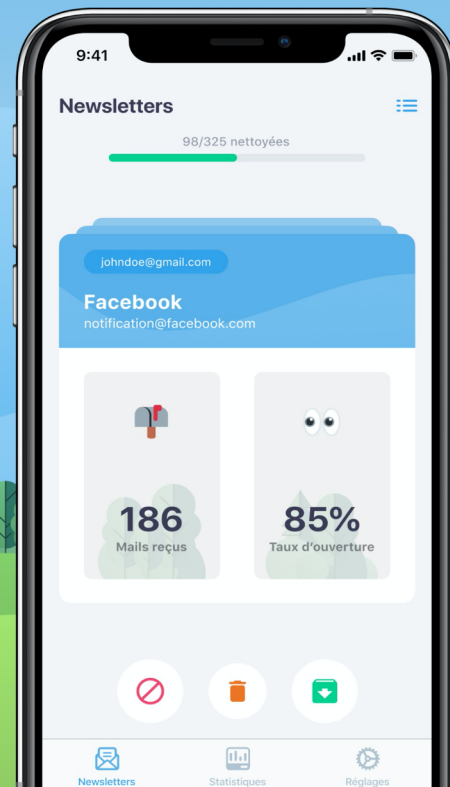 9:41
Newsletters
98/325 nettoyées
johndoe@gmail.com
Facebook
notification@facebook.com
186
Mails reçus
85%
Taux d'ouverture
Newsletters
Statistiques
Réglages